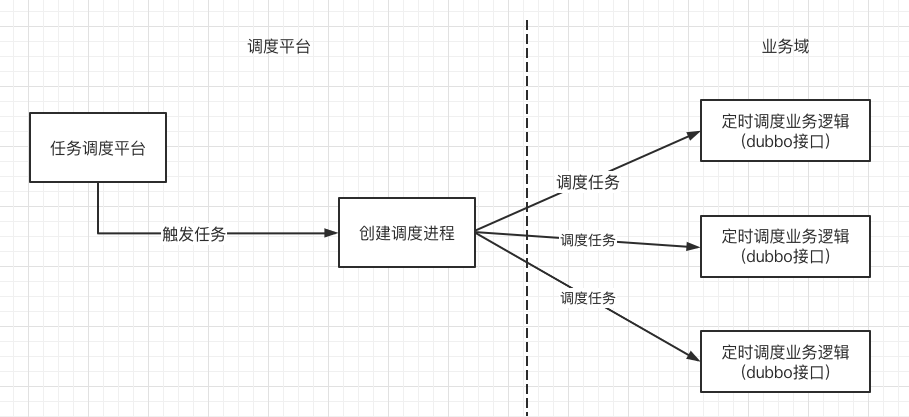 调度平台
业务域
任务调度平台
触发任务
创建调度进程
调度任务
调度任务
调度任务
定时调度业务逻辑
(dubbo接口)
定时调度业务逻辑
(dubbo接口)
定时调度业务逻辑
(dubbo接口)